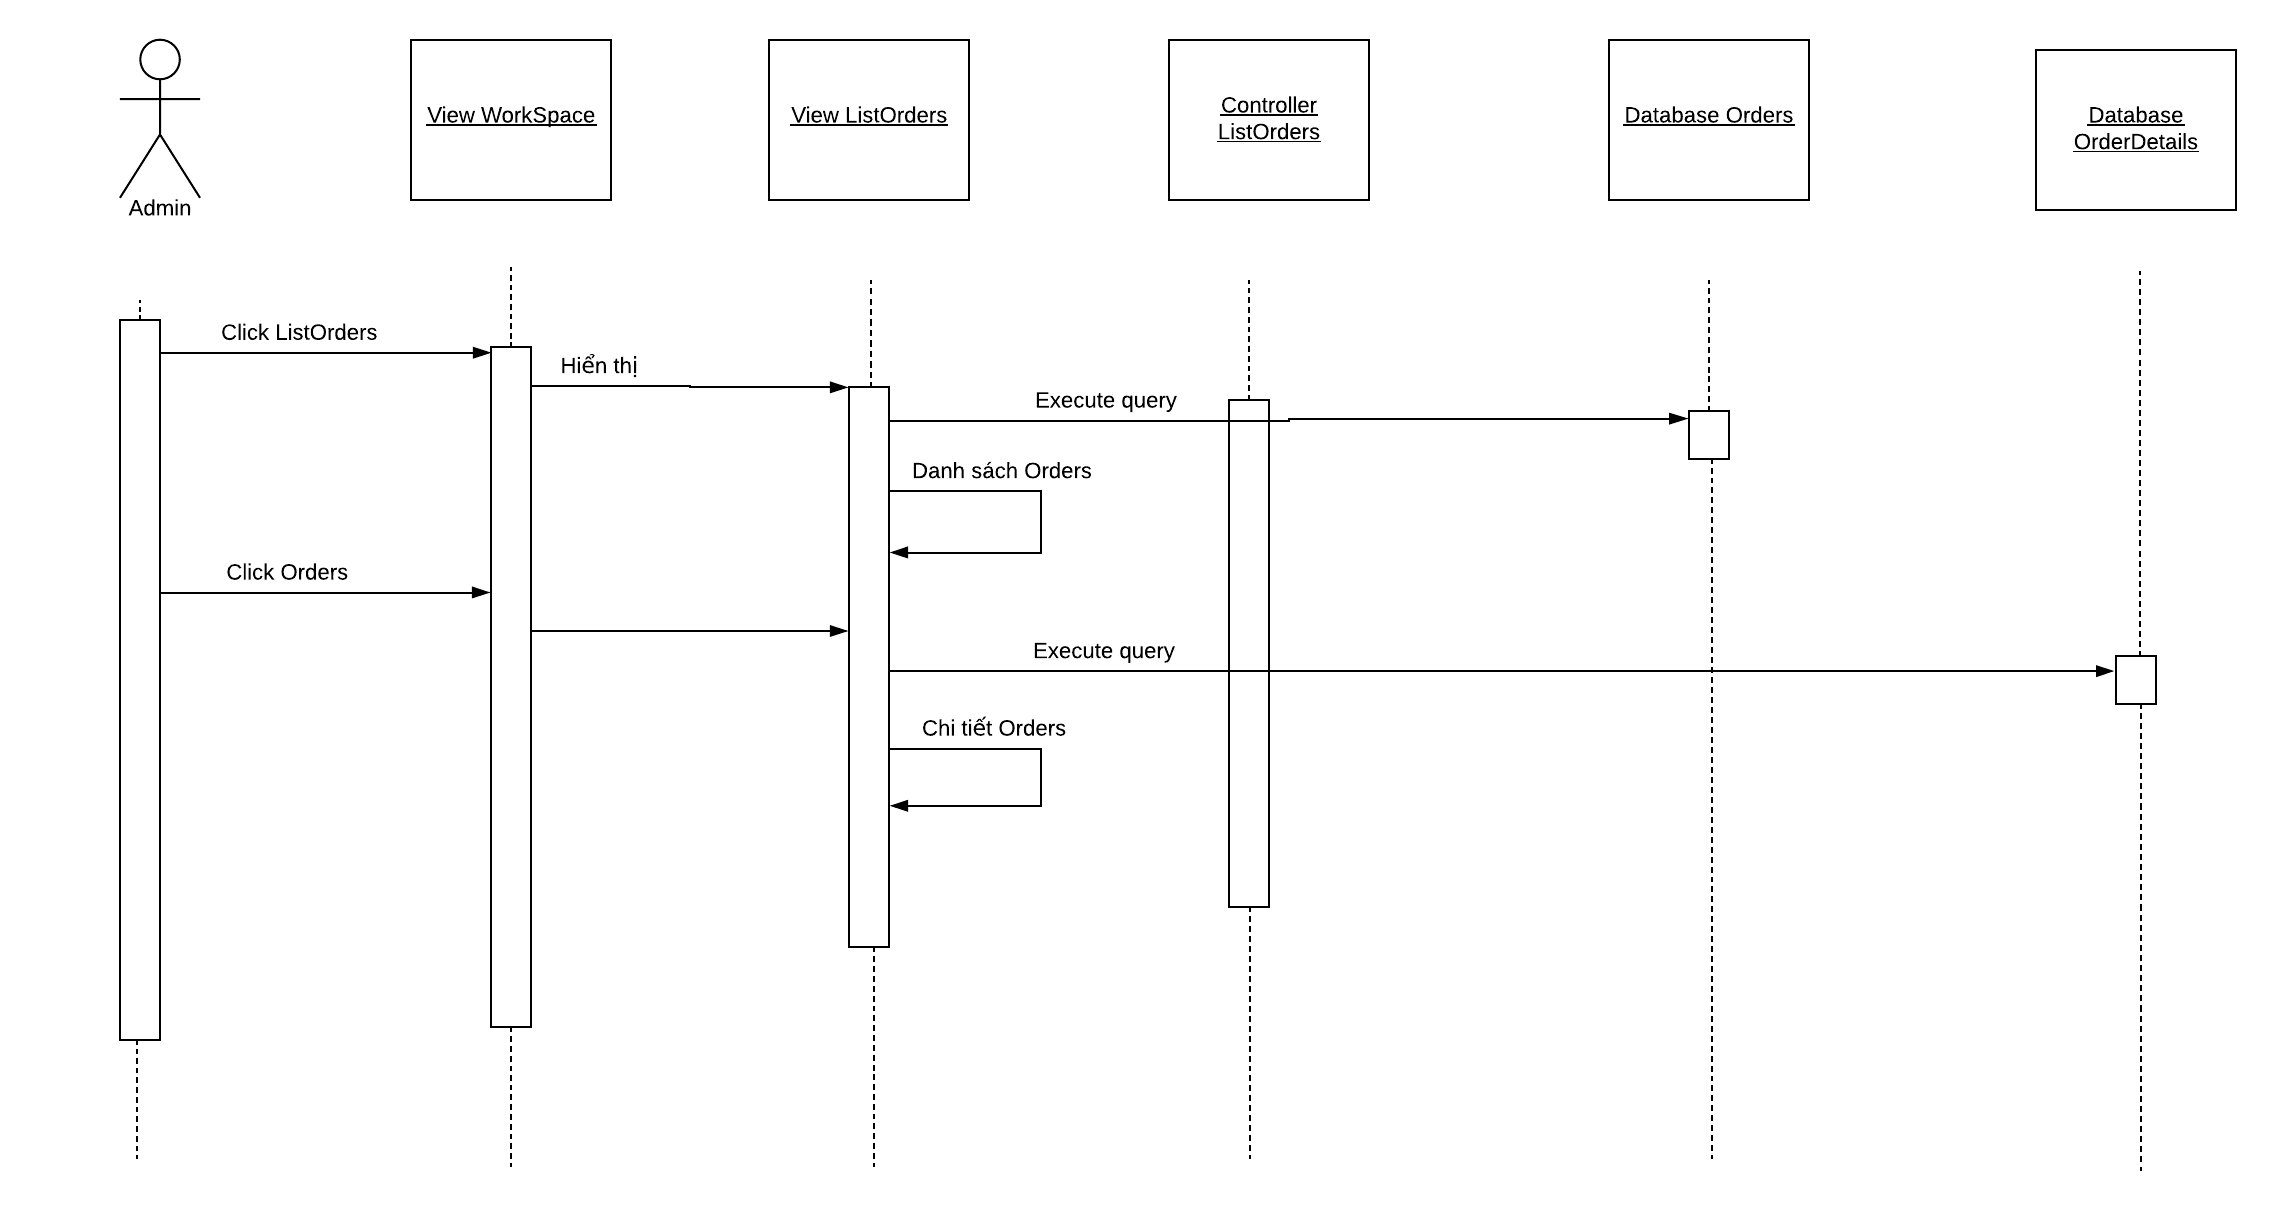 Admin
View WorkSpace
View ListOrders
Controller
ListOrders
Database Orders
Database
OrderDetails
Click ListOrders
Hiển thị
Execute query
Danh sách Orders
Click Orders
Execute query
Chi tiết Orders